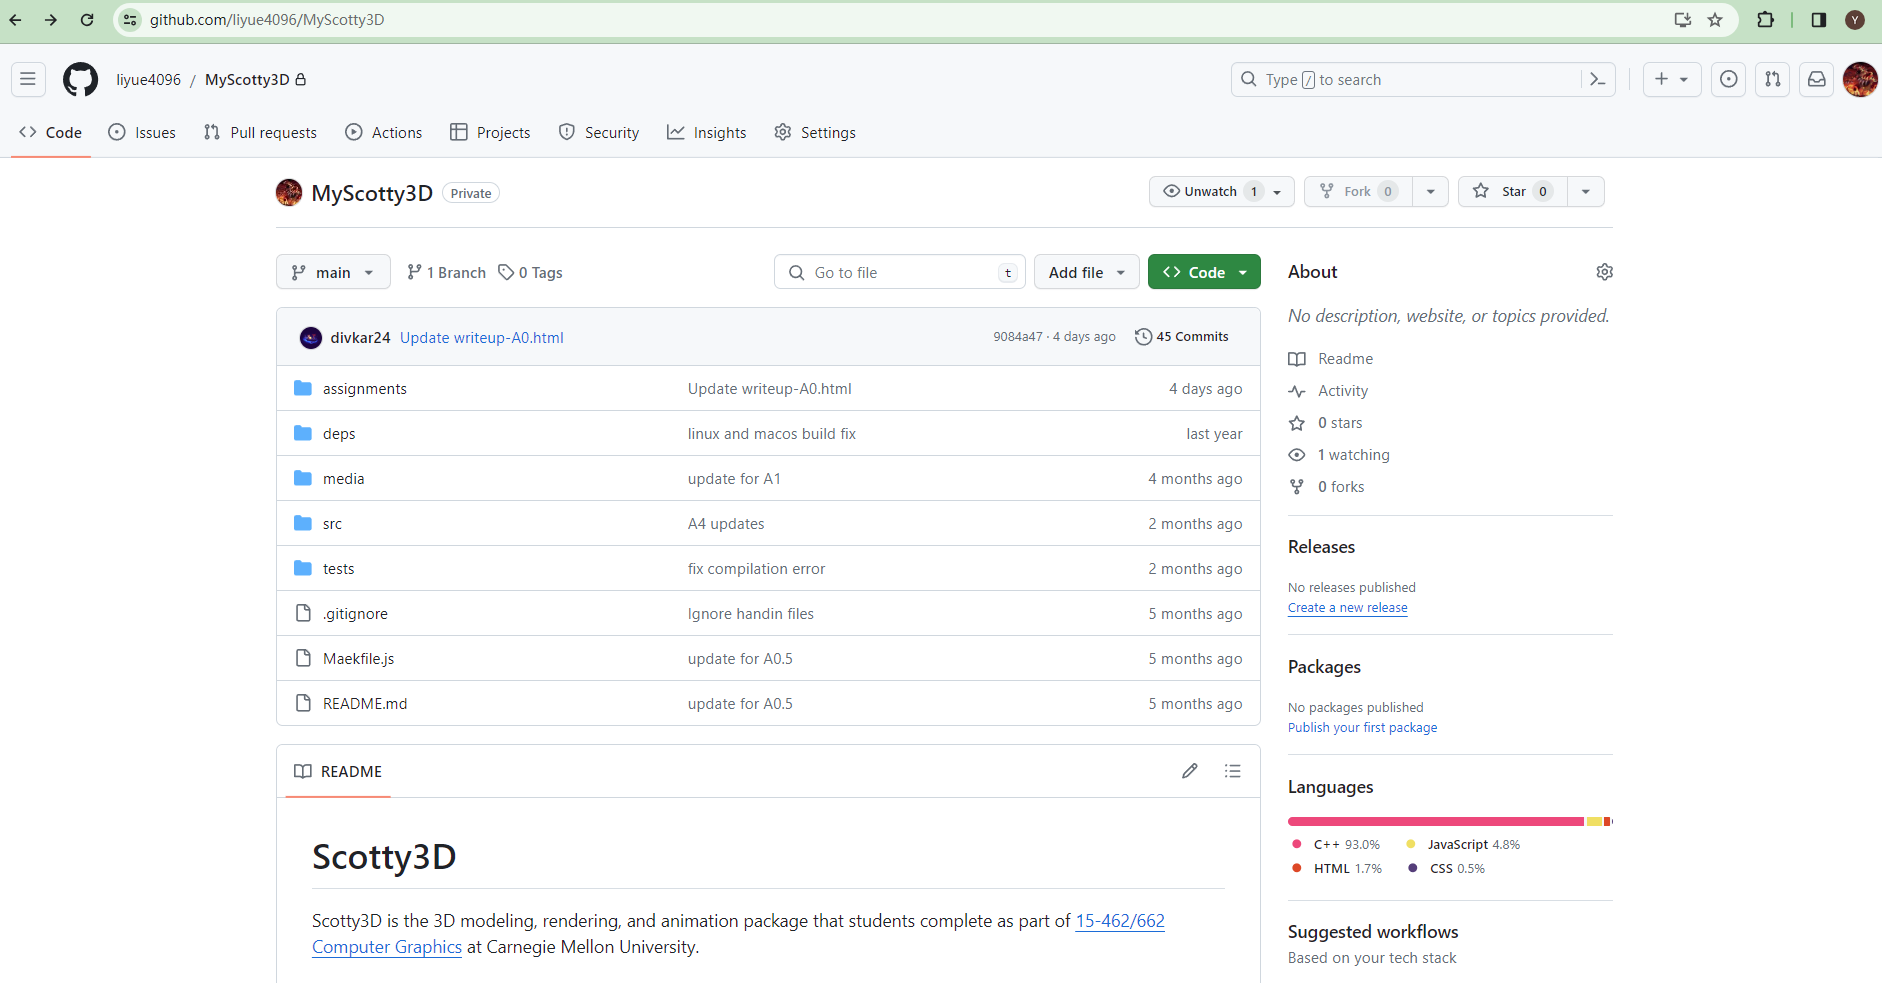 github.com/liyue4096/MyScotty3D
Y
liyue4096 / MyScotty3D
Type / to search
Code Issues Pull requests Actions Projects Security Insights Settings
MyScotty3D Private
Unwatch 1 Fork 0 Star 0
main 1 Branch 0 Tags
Go to file t Add file Code
divkar24 Update writeup-A0.html 9084a47 · 4 days ago 45 Commits
assignments Update writeup-A0.html 4 days ago
deps linux and macos build fix last year
media update for A1 4 months ago
src A4 updates 2 months ago
tests fix compilation error 2 months ago
.gitignore Ignore handin files 5 months ago
Maekfile.js update for A0.5 5 months ago
README.md update for A0.5 5 months ago
README
Scotty3D
Scotty3D is the 3D modeling, rendering, and animation package that students complete as part of 15-462/662
Computer Graphics at Carnegie Mellon University.
About
No description, website, or topics provided.
Readme
Activity
0 stars
1 watching
0 forks
Releases
No releases published
Create a new release
Packages
No packages published
Publish your first package
Languages
C++ 93.0% JavaScript 4.8%
HTML 1.7% CSS 0.5%
Suggested workflows
Based on your tech stack